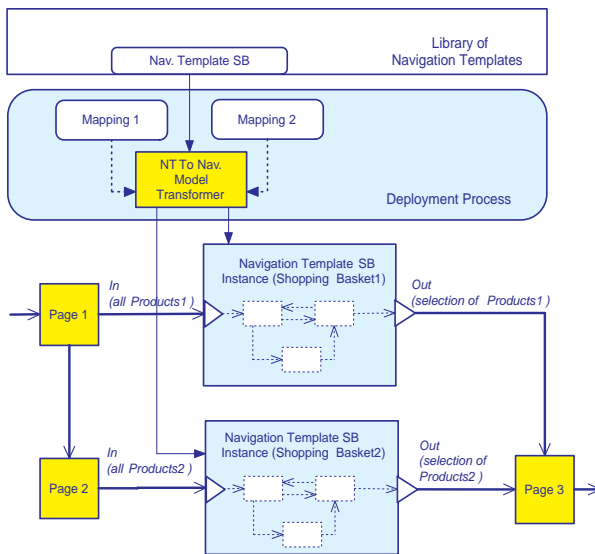 Library of
Navigation Templates
Nav. Template SB
Mapping 1
Mapping 2
NT To Nav.
Model
Transformer
Deployment Process
Navigation Template SB
Instance (Shopping Basket1)
In
(all Products1 )
Out
(selection of Products1 )
Page 1
Navigation Template SB
Instance (Shopping Basket2)
In
(all Products2 )
Out
(selection of
Products2 )
Page 2
Page 3